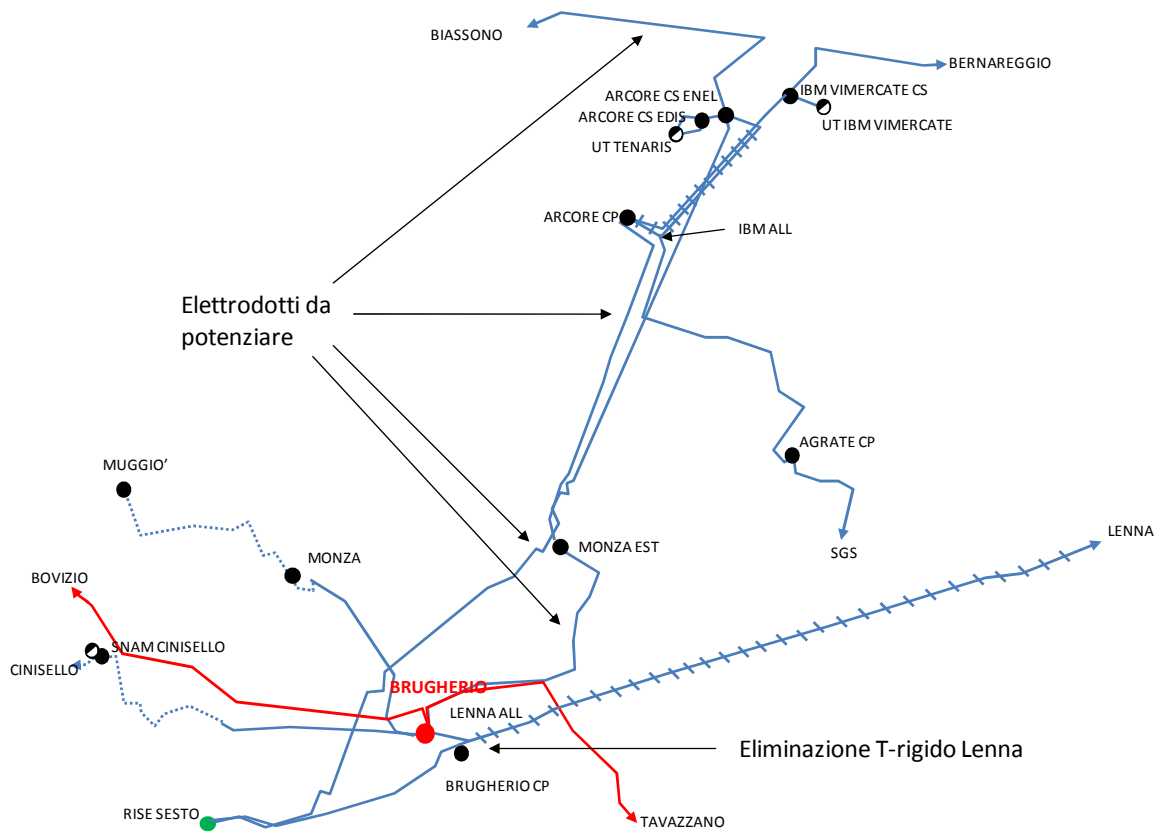 BIASSONO
BERNAREGGIO
IBM VIMERCATE CS
ARCORE CS ENEL
ARCORE CS EDIS
UT IBM VIMERCATE
UT TENARIS
ARCORE CP
IBM ALL
Elettrodotti da
potenziare
AGRATE CP
MUGGIO’
LENNA
MONZA EST
SGS
MONZA
BOVIZIO
SNAM CINISELLO
CINISELLO
BRUGHERIO
LENNA ALL
Eliminazione T-rigido Lenna
BRUGHERIO CP
RISE SESTO
TAVAZZANO